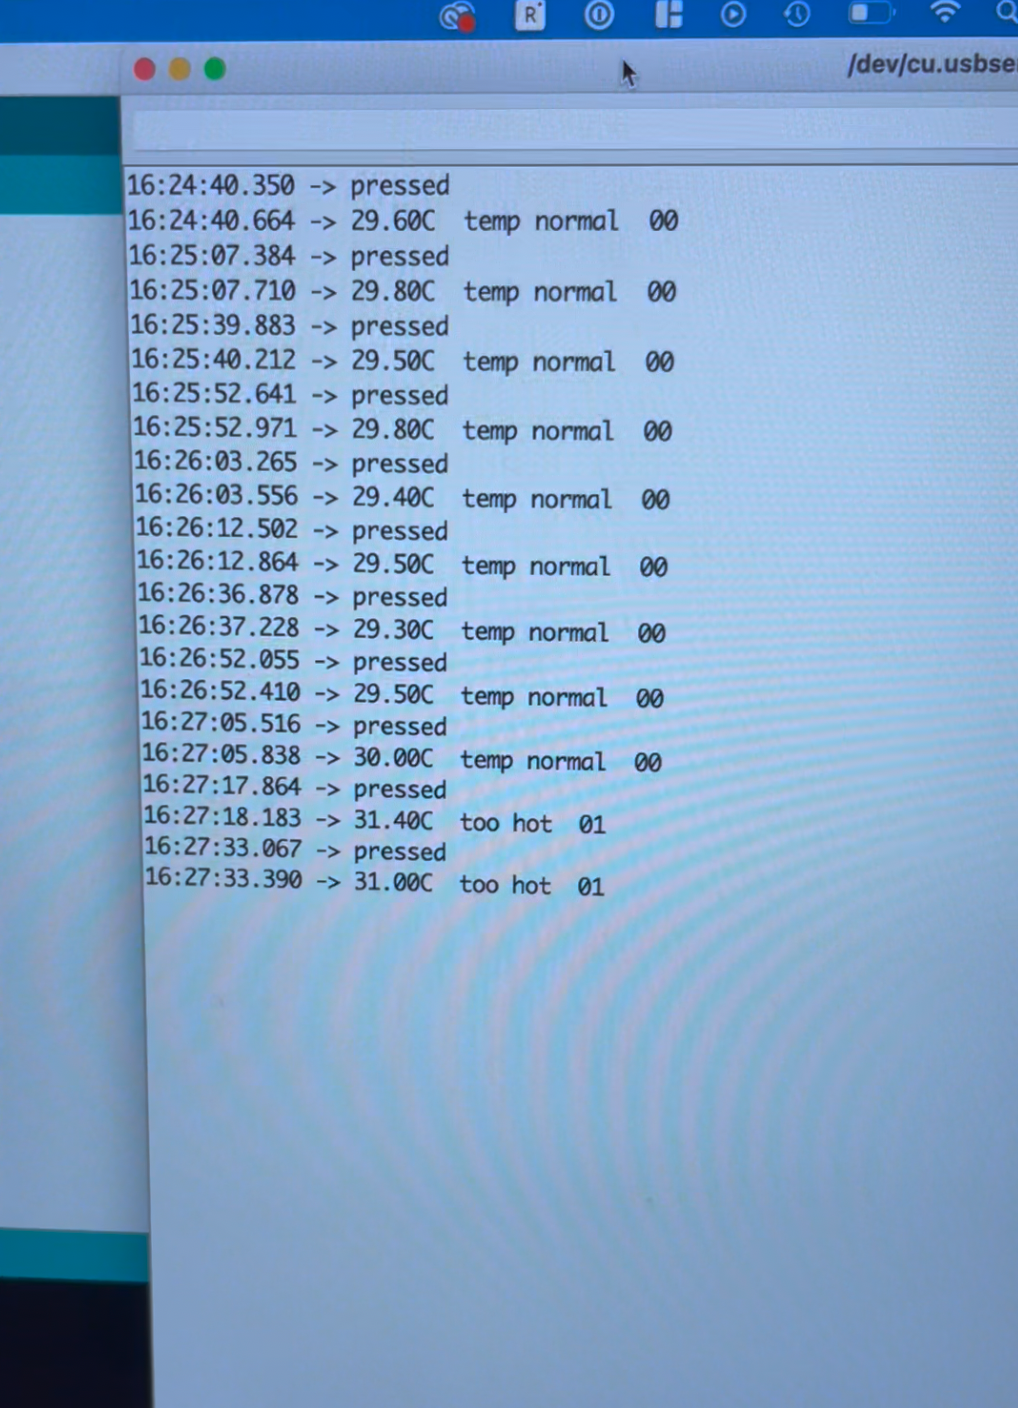 R
/dev/cu.usbse
16:24:40.350 -> pressed
16:24:40.664 -> 29.60C  temp normal  00
16:25:07.384 -> pressed
16:25:07.710 -> 29.80C  temp normal  00
16:25:39.883 -> pressed
16:25:40.212 -> 29.50C  temp normal  00
16:25:52.641 -> pressed
16:25:52.971 -> 29.80C  temp normal  00
16:26:03.265 -> pressed
16:26:03.556 -> 29.40C  temp normal  00
16:26:12.502 -> pressed
16:26:12.864 -> 29.50C  temp normal  00
16:26:36.878 -> pressed
16:26:37.228 -> 29.30C  temp normal  00
16:26:52.055 -> pressed
16:26:52.410 -> 29.50C  temp normal  00
16:27:05.516 -> pressed
16:27:05.838 -> 30.00C  temp normal  00
16:27:17.864 -> pressed
16:27:18.183 -> 31.40C  too hot  01
16:27:33.067 -> pressed
16:27:33.390 -> 31.00C  too hot  01